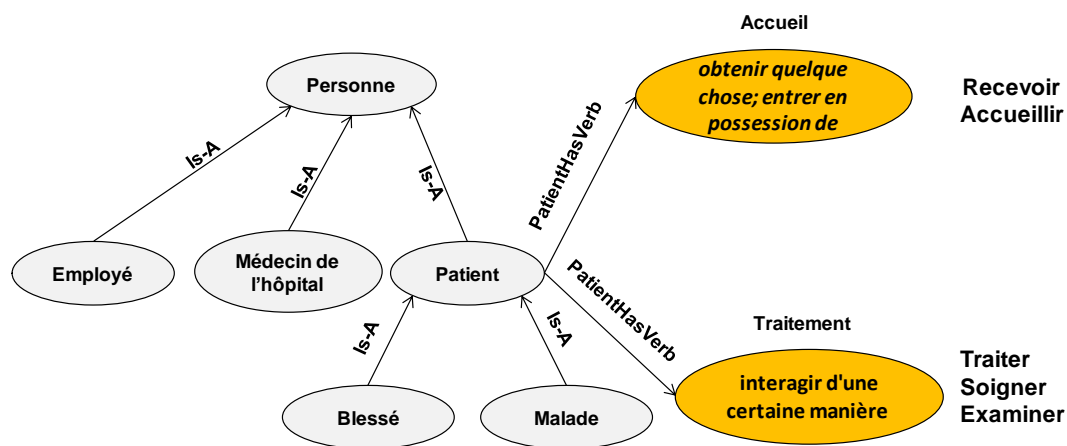 Accueil
obtenir quelque
chose; entrer en
possession de
Recevoir
Accueillir
Personne
Is-A
Is-A
Is-A
PatientHasVerb
Employé
Médecin de
l'hôpital
Patient
PatientHasVerb
Is-A
Is-A
Traitement
interagir d'une
certaine manière
Traiter
Soigner
Examiner
Blessé
Malade